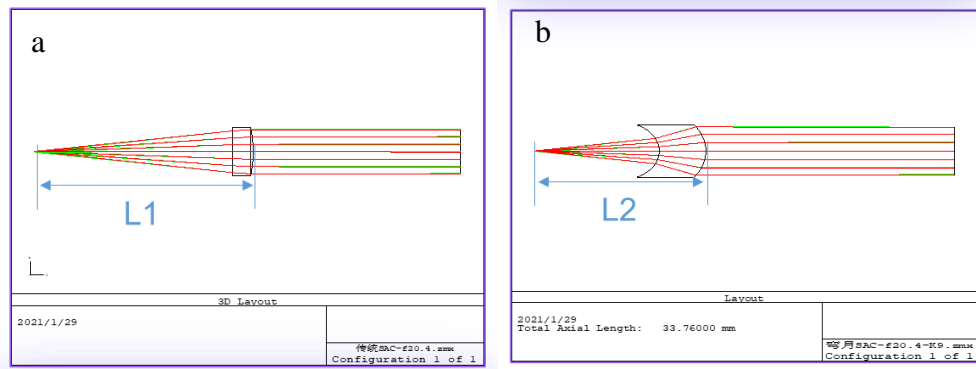 a
L1
3D Layout
2021/1/29
传统SAC-f20.4.zmx
Configuration 1 of 1
b
L2
Layout
2021/1/29
Total Axial Length: 33.76000 mm
弯月SAC-f20.4-K9.zmx
Configuration 1 of 1